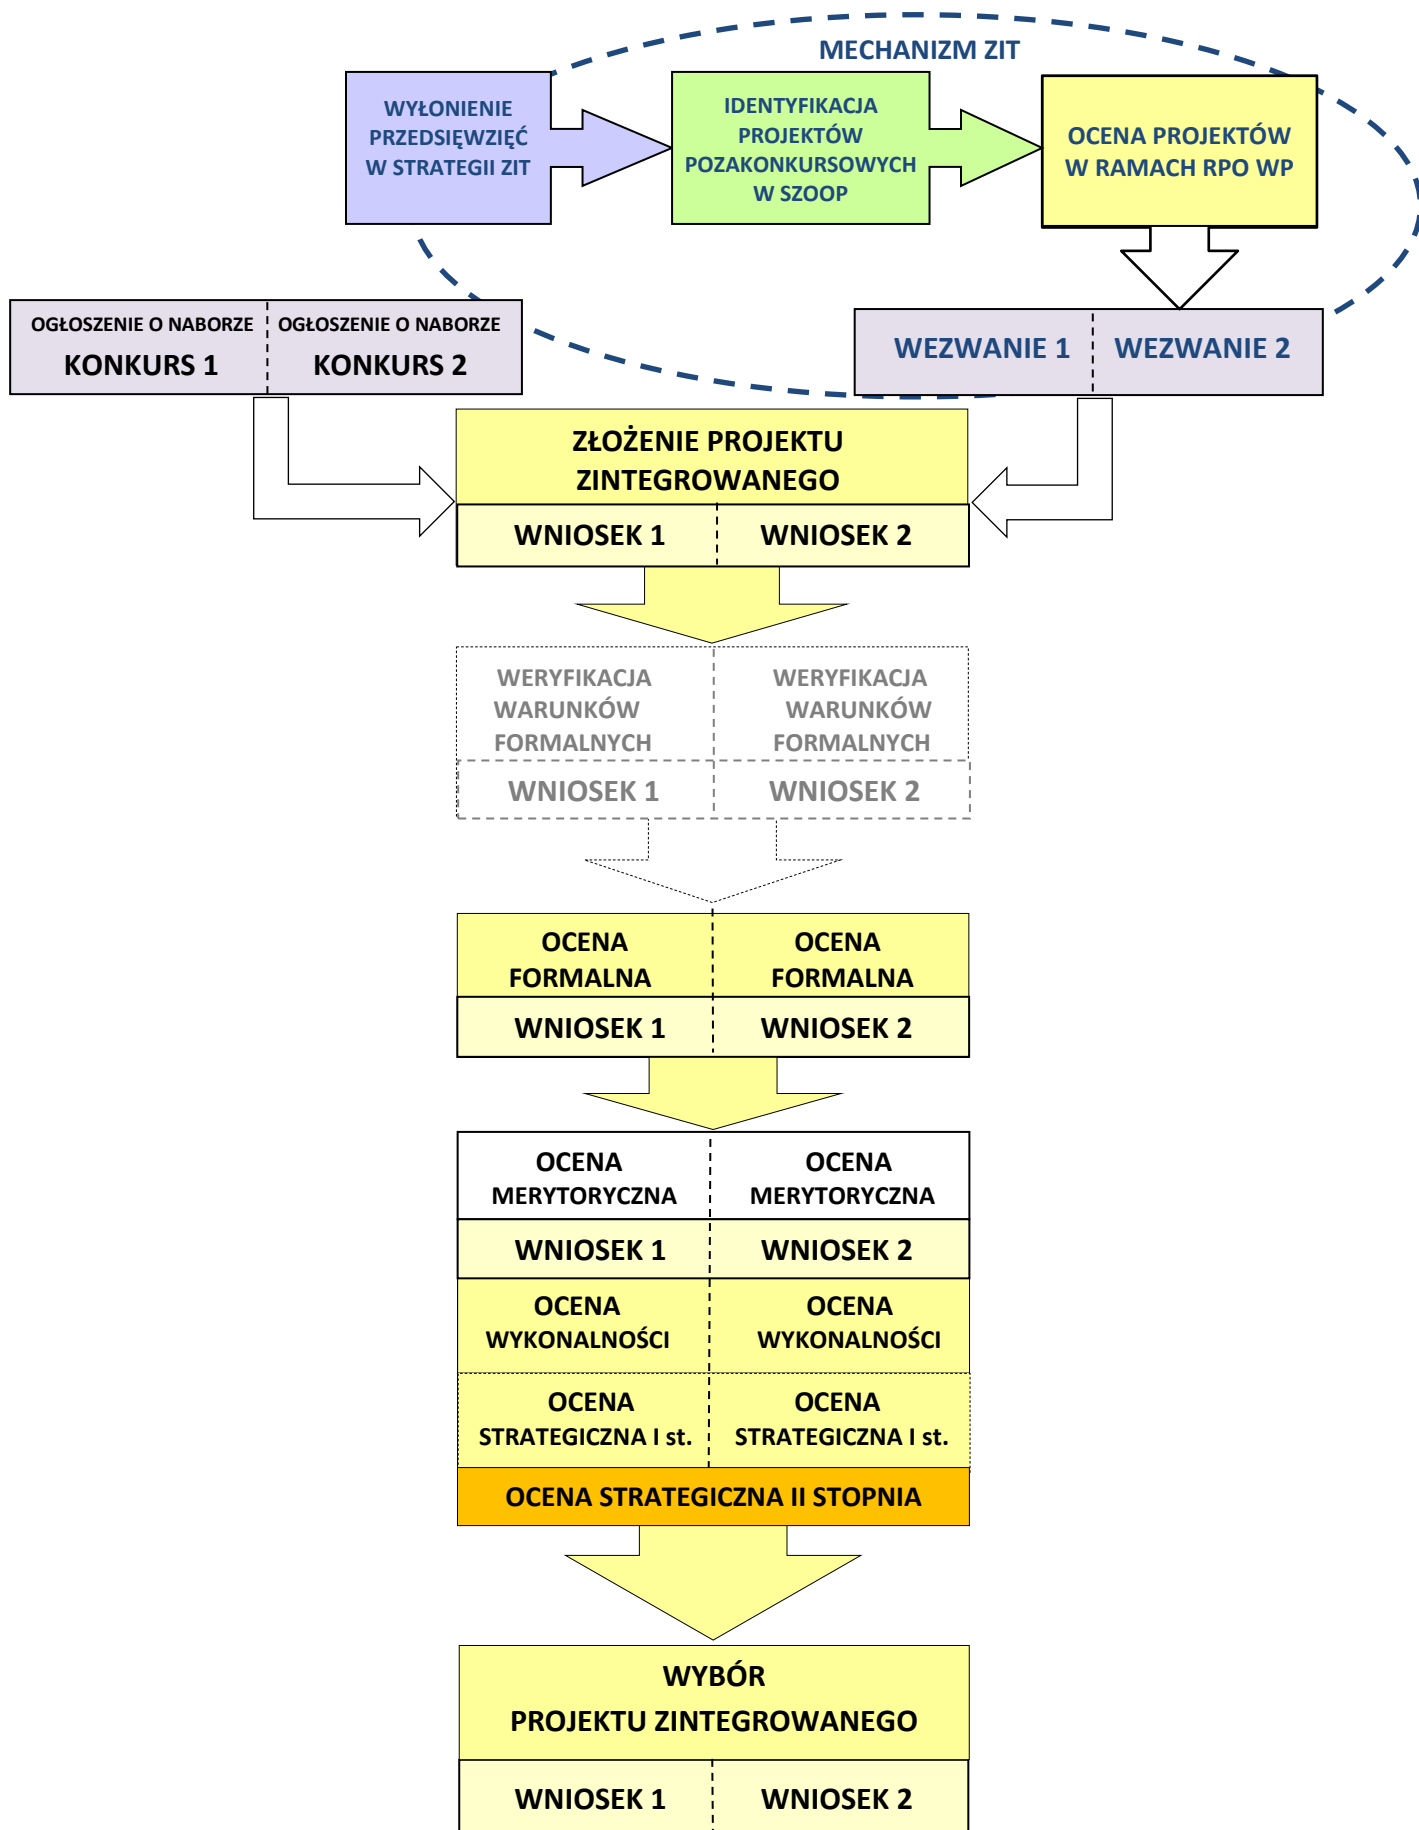 MECHANIZM ZIT
WYŁONIENIE
PRZEDSIĘWZIĘĆ
W STRATEGII ZIT
IDENTYFIKACJA
PROJEKTÓW
POZAKONKURSOWYCH
W SZOOP
OCENA PROJEKTÓW
W RAMACH RPO WP
OGŁOSZENIE O NABORZE
KONKURS 1
OGŁOSZENIE O NABORZE
KONKURS 2
WEZWANIE 1
WEZWANIE 2
ZŁOŻENIE PROJEKTU
ZINTEGROWANEGO
WNIOSEK 1
WNIOSEK 2
WERYFIKACJA
WARUNKÓW
FORMALNYCH
WNIOSEK 1
WERYFIKACJA
WARUNKÓW
FORMALNYCH
WNIOSEK 2
OCENA
FORMALNA
WNIOSEK 1
OCENA
FORMALNA
WNIOSEK 2
OCENA
MERYTORYCZNA
WNIOSEK 1
OCENA
MERYTORYCZNA
WNIOSEK 2
OCENA
WYKONALNOŚCI
OCENA
WYKONALNOŚCI
OCENA
STRATEGICZNA I st.
OCENA
STRATEGICZNA I st.
OCENA STRATEGICZNA II STOPNIA
WYBÓR
PROJEKTU ZINTEGROWANEGO
WNIOSEK 1
WNIOSEK 2